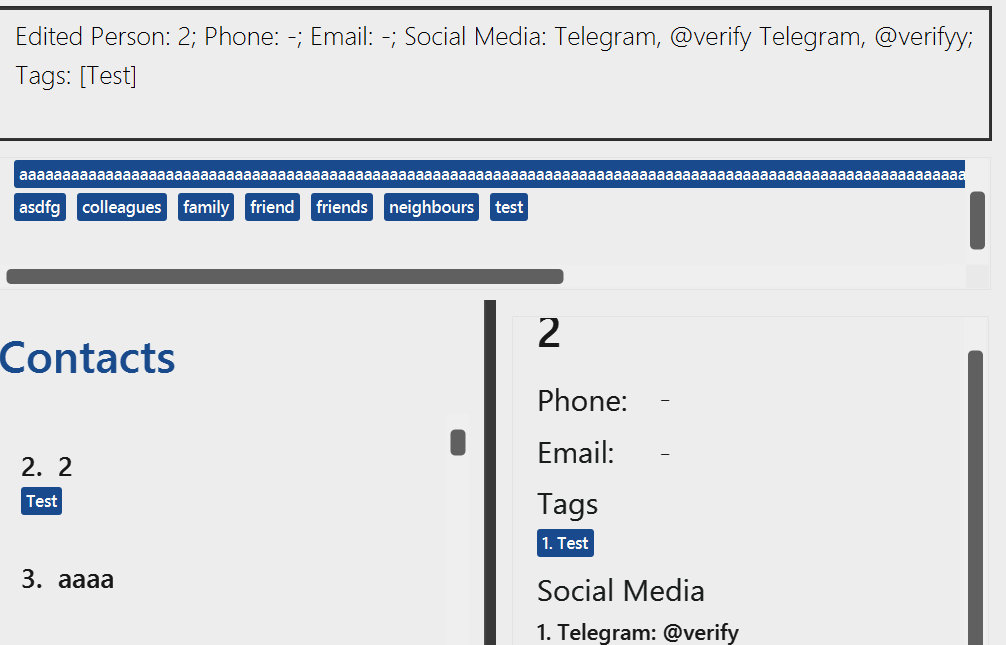 Edited Person: 2; Phone: -; Email: -; Social Media: Telegram, @verify Telegram, @verifyy;
Tags: [Test]
asdfg colleagues family friend friends neighbours test
Contacts
2. 2
Test
3. aaaa
2
Phone: -
Email: -
Tags
1. Test
Social Media
1. Telegram: @verify